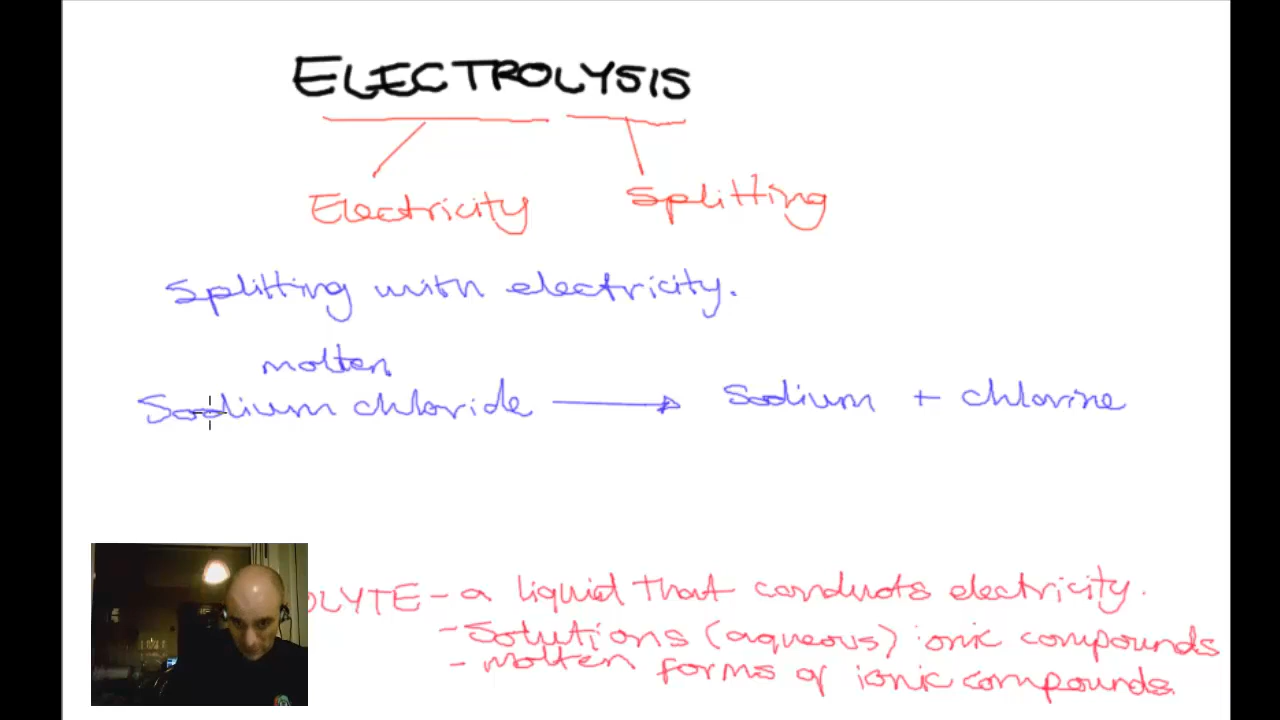 ELECTROLYSIS
Electricity Splitting
Splitting with electricity.
molten
Sodium chloride → Sodium + chlorine
OLYTE - a liquid that conducts electricity.
- Solutions (aqueous) ionic compounds
- molten forms of ionic compounds.